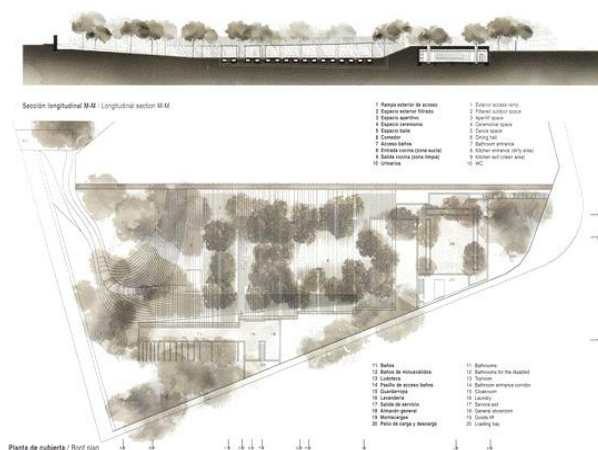 Sección longitudinal M-M / Longitudinal section M-M
1 Rampa exterior de acceso
2 Espacio exterior filtrado
3 Espacio aperitivo
4 Espacio ceremonia
5 Espacio baile
6 Comedor
7 Acceso baños
8 Entrada cocina (zona sucia)
9 Salida cocina (zona limpia)
10 Urinarios
1 Exterior access ramp
2 Filtered outdoor space
3 Aperitif space
4 Ceremonial space
5 Dance space
6 Dining hall
7 Bathroom entrance
8 Kitchen entrance (dirty area)
9 Kitchen exit (clean area)
10 WC
11 Baños
12 Baños de minusválidos
13 Ludoteca
14 Pasillo de acceso baños
15 Guardarropa
16 Lavandería
17 Salida de servicio
18 Almacén general
19 Montacargas
20 Patio de carga y descarga
11 Bathrooms
12 Bathrooms for the disabled
13 Toyroom
14 Bathroom entrance corridor
15 Cloakroom
16 Laundry
17 Service exit
18 General storeroom
19 Goods lift
20 Loading bay
Planta de cubierta / Roof plan